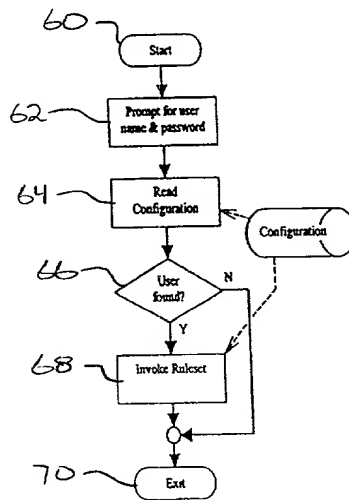 60
Start
62
Prompt for user
name & password
64
Read
Configuration
Configuration
66
User
found?
N
Y
68
Invoke Ruleset
70
Exit